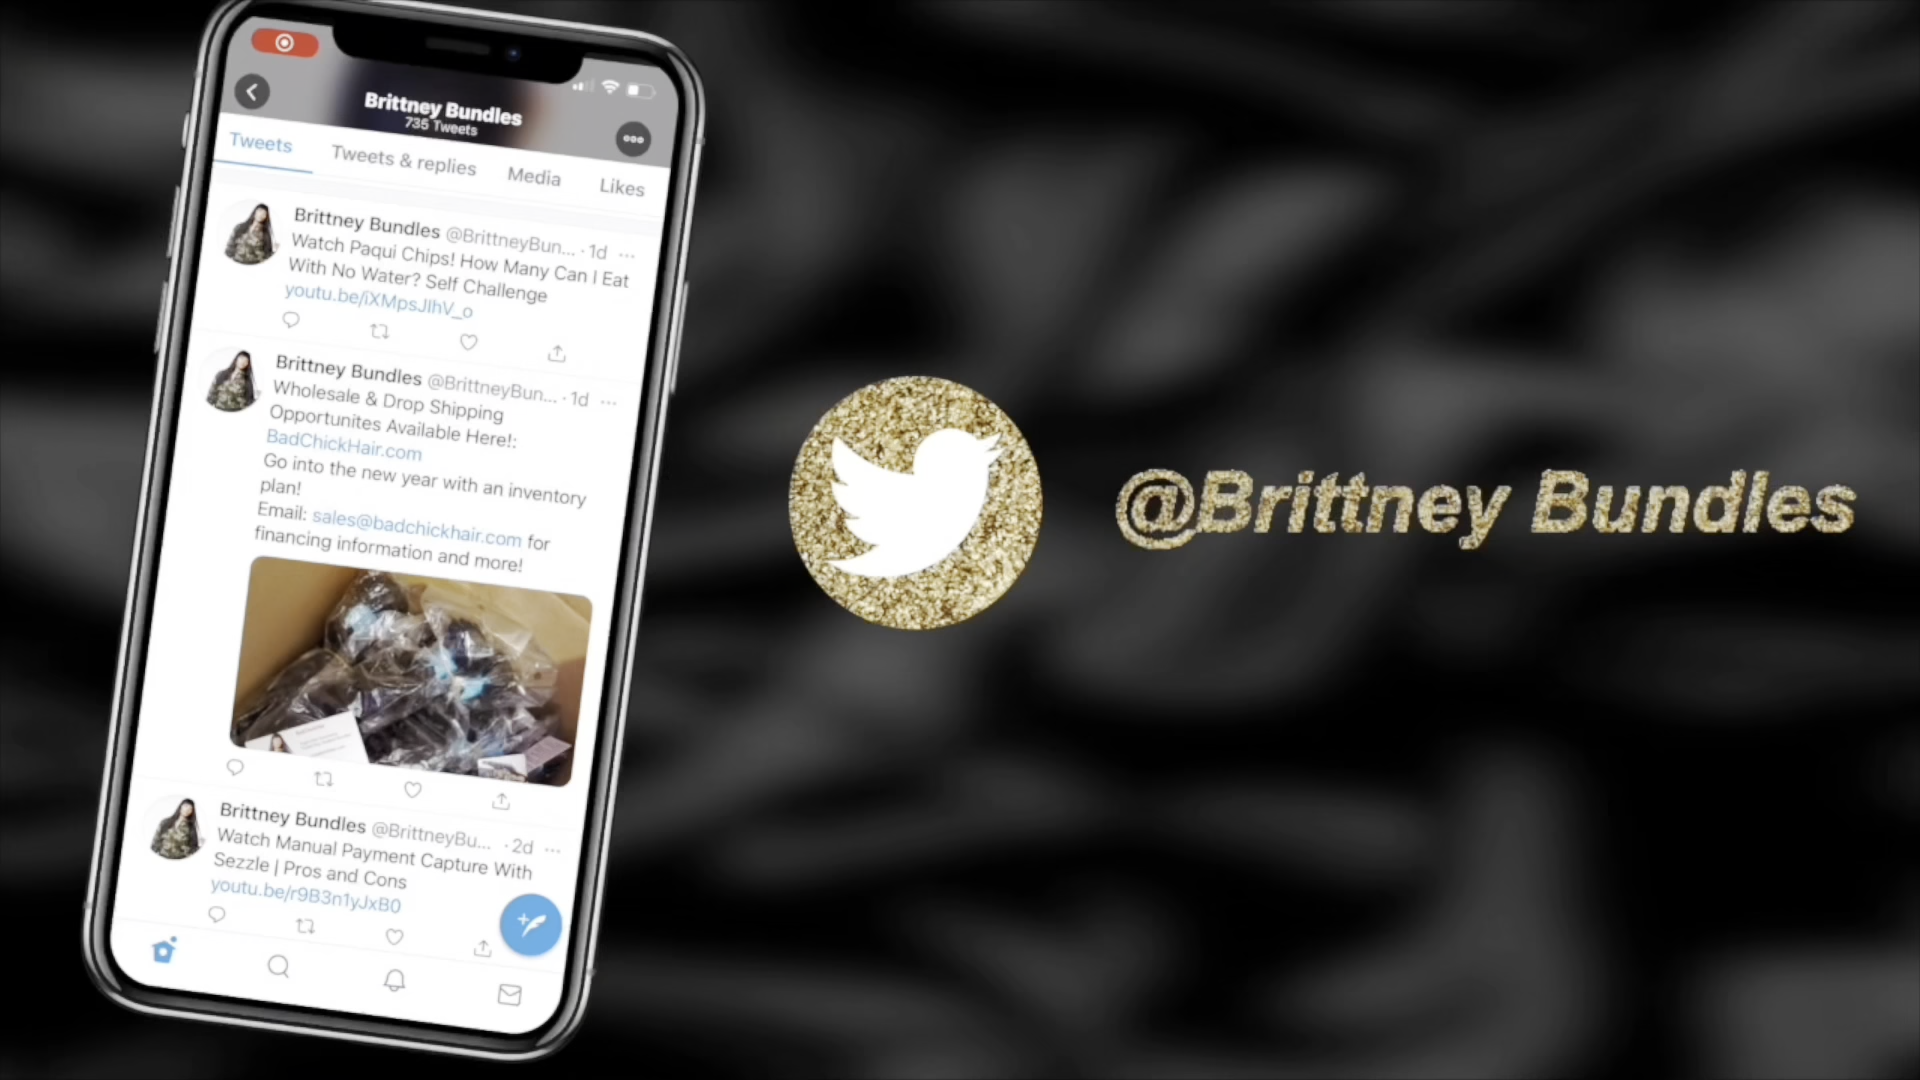 Brittney Bundles
735 Tweets
Tweets
Tweets & replies
Media
Likes
Brittney Bundles @BrittneyBun... · 1d
Watch Paqui Chips! How Many Can I Eat
With No Water? Self Challenge
youtu.be/iXMpsJlhV_o
Brittney Bundles @BrittneyBun... · 1d
Wholesale & Drop Shipping
Opportunites Available Here!:
BadChickHair.com
Go into the new year with an inventory
plan!
Email: sales@badchickhair.com for
financing information and more!
Brittney Bundles @BrittneyBu... · 2d
Watch Manual Payment Capture With
Sezzle | Pros and Cons
youtu.be/r9B3n1yJxB0
@Brittney Bundles